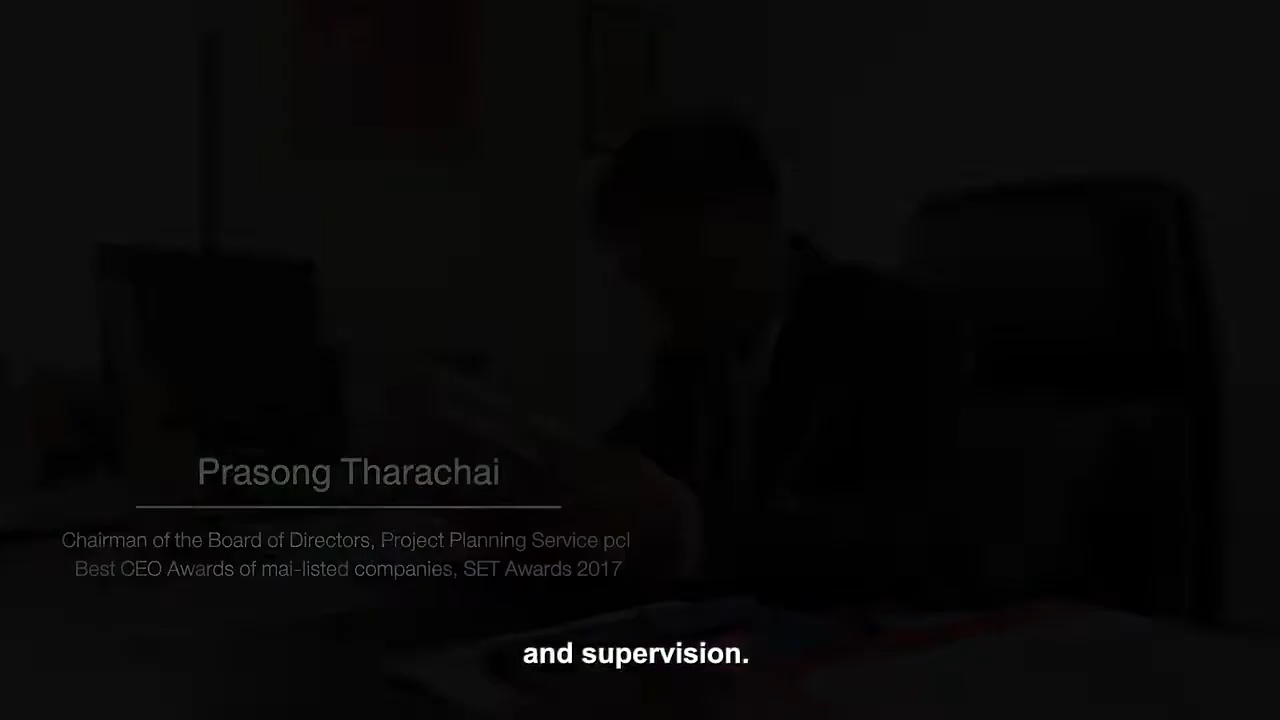 Prasong Tharachai
Chairman of the Board of Directors, Project Planning Service pcl
Best CEO Awards of mai-listed companies, SET Awards 2017
and supervision.